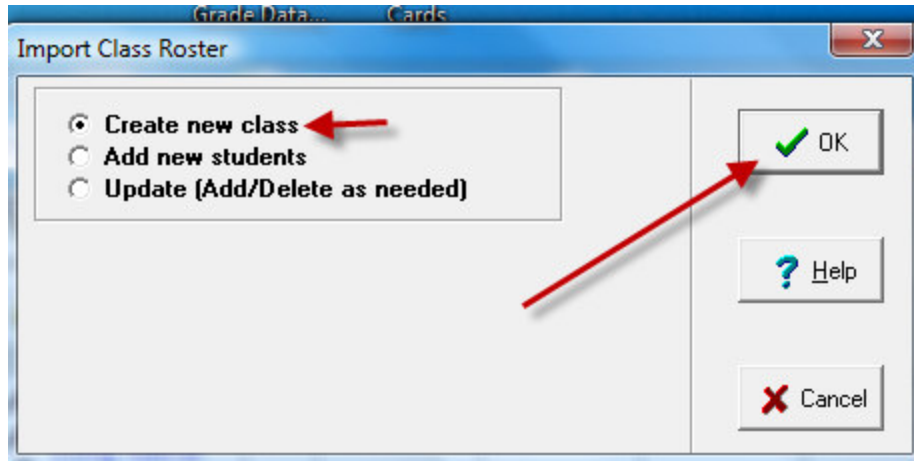 Grade Data... Cards
Import Class Roster
Create new class
Add new students
Update (Add/Delete as needed)
OK
Help
Cancel